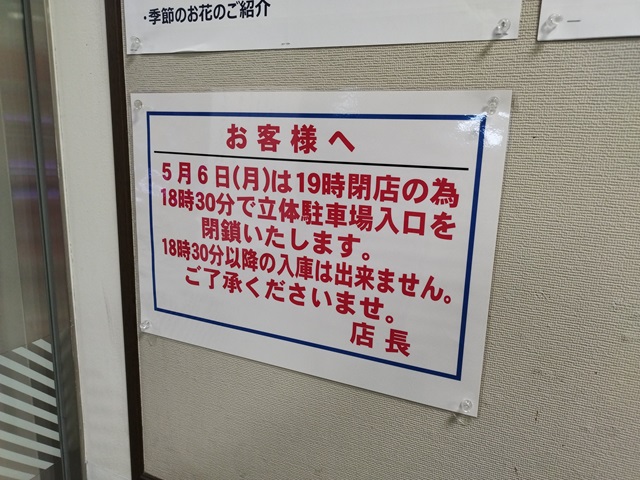 ・季節のお花のご紹介
お客様へ
5月6日(月)は19時閉店の為
18時30分で立体駐車場入口を
閉鎖いたします。
18時30分以降の入庫は出来ません。
ご了承くださいませ。
店長